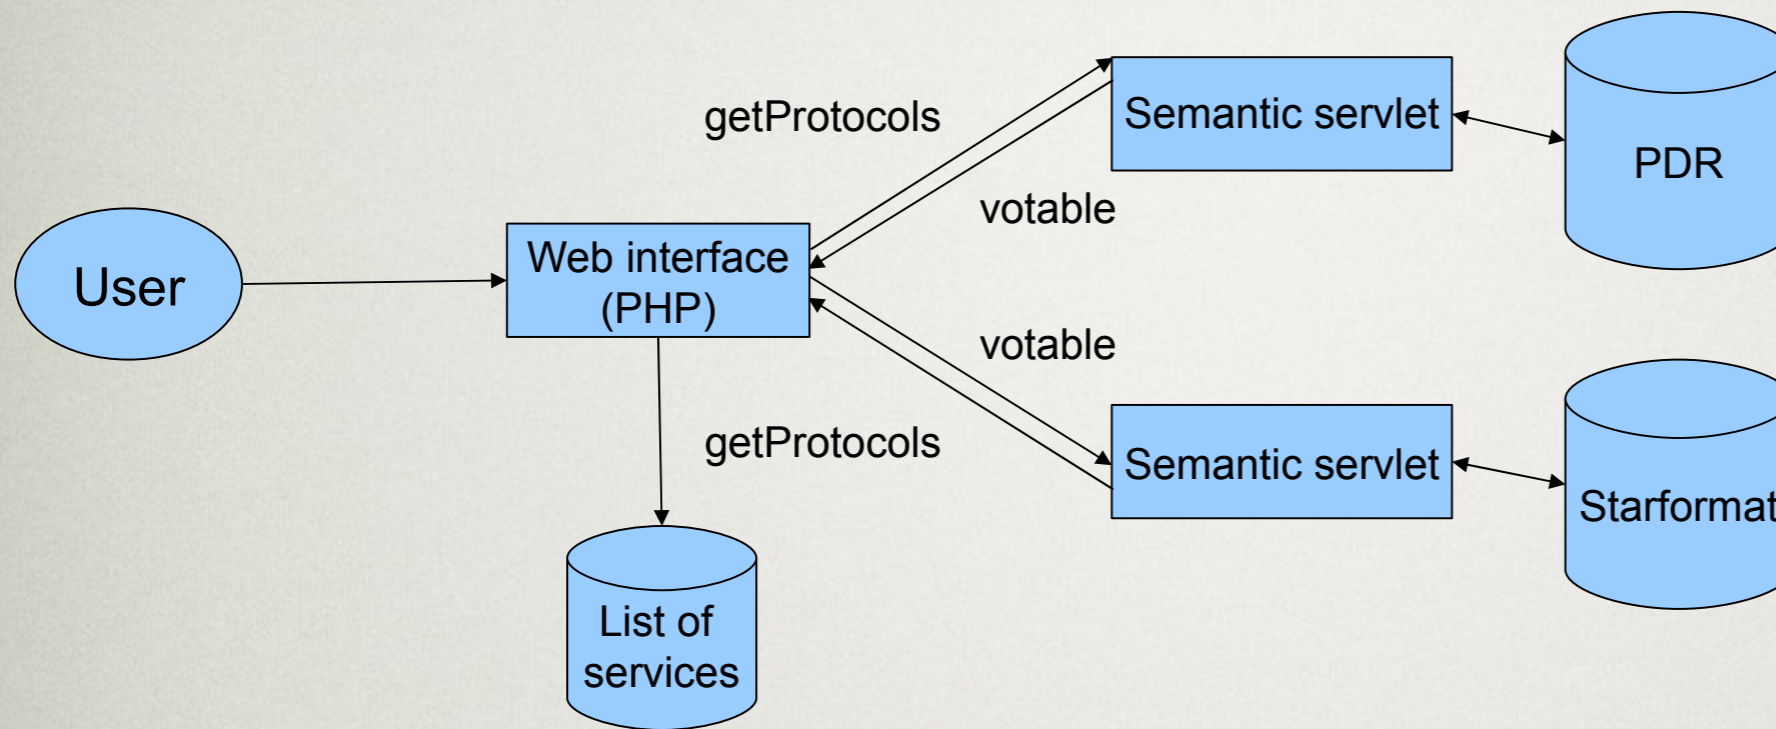 getProtocols
Semantic servlet
PDR
votable
User
Web interface
(PHP)
votable
getProtocols
Semantic servlet
Starformat
List of
services